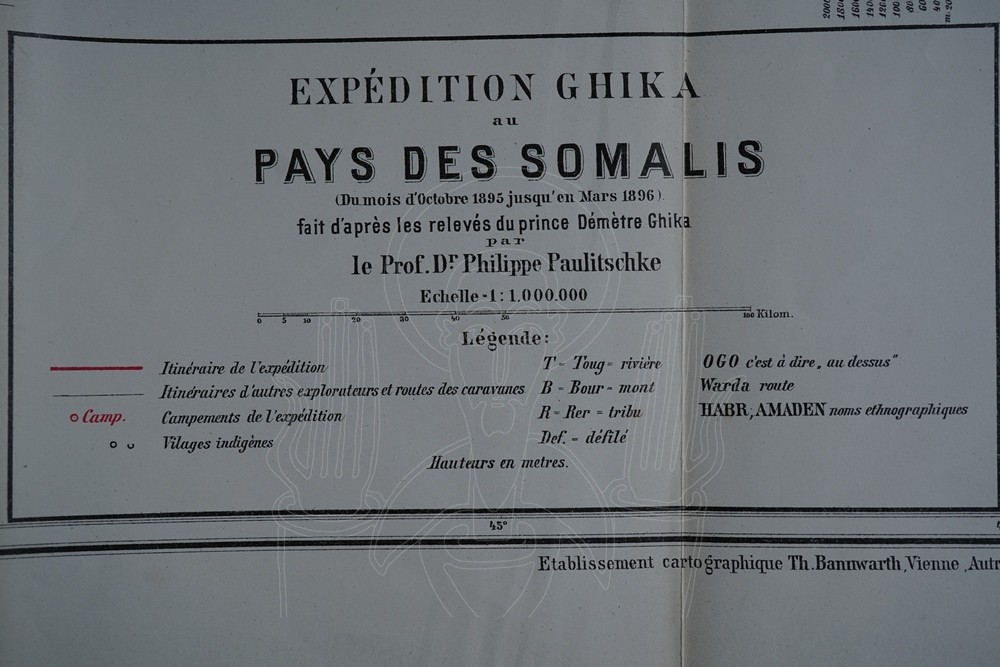 EXPÉDITION GHIKA
au
PAYS DES SOMALIS
(Du mois d'Octobre 1895 jusqu'en Mars 1896).
fait d'après les relevés du prince Démètre Ghika
par
le Prof. Dr Philippe Paulitschke
Echelle - 1 : 1,000.000
0 5 10 20 30 40 50 100 Kilom.
Légende:
Itinéraire de l'expédition
Itinéraires d'autres explorateurs et routes des caravanes
Camp. Campements de l'expédition
Vilages indigènes
T = Toug = rivière
B = Bour = mont
R = Rer = tribu
Def. = défilé
OGO c'est à dire „au dessus"
Warda route
HABR; AMADEN noms ethnographiques
Hauteurs en metres.
45°
Etablissement cartographique Th. Bannwarth, Vienne, Autr